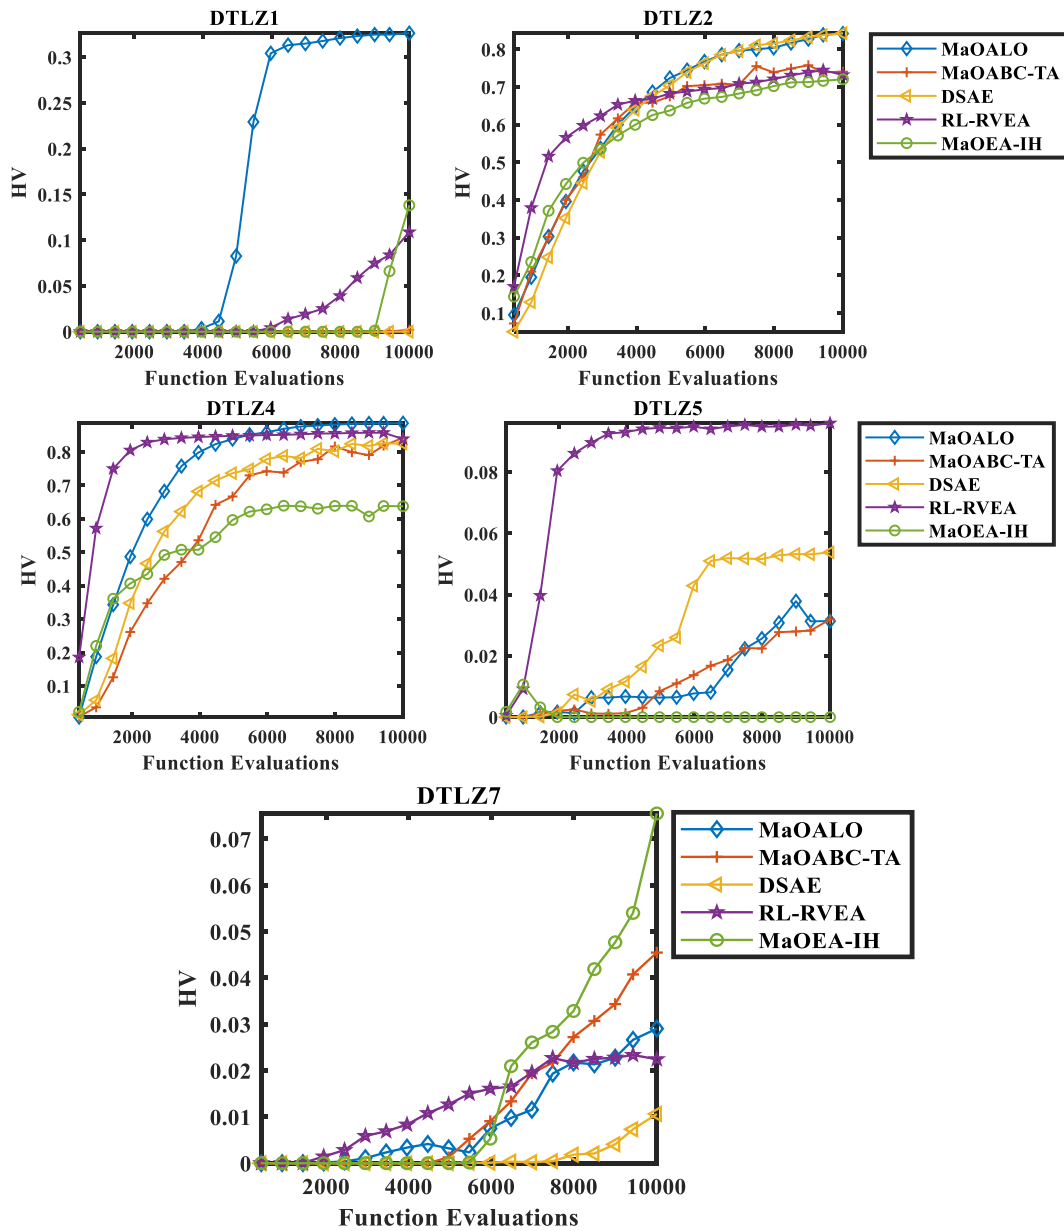 DTLZ1
HV
0.3
0.25
0.2
0.15
0.1
0.05
0
2000 4000 6000 8000 10000
Function Evaluations
DTLZ2
HV
0.8
0.7
0.6
0.5
0.4
0.3
0.2
0.1
2000 4000 6000 8000 10000
Function Evaluations
MaOALO
MaOABC-TA
DSAE
RL-RVEA
MaOEA-IH
DTLZ4
HV
0.8
0.7
0.6
0.5
0.4
0.3
0.2
0.1
2000 4000 6000 8000 10000
Function Evaluations
DTLZ5
HV
0.08
0.06
0.04
0.02
0
2000 4000 6000 8000 10000
Function Evaluations
MaOALO
MaOABC-TA
DSAE
RL-RVEA
MaOEA-IH
DTLZ7
HV
0.07
0.06
0.05
0.04
0.03
0.02
0.01
0
2000 4000 6000 8000 10000
Function Evaluations
MaOALO
MaOABC-TA
DSAE
RL-RVEA
MaOEA-IH